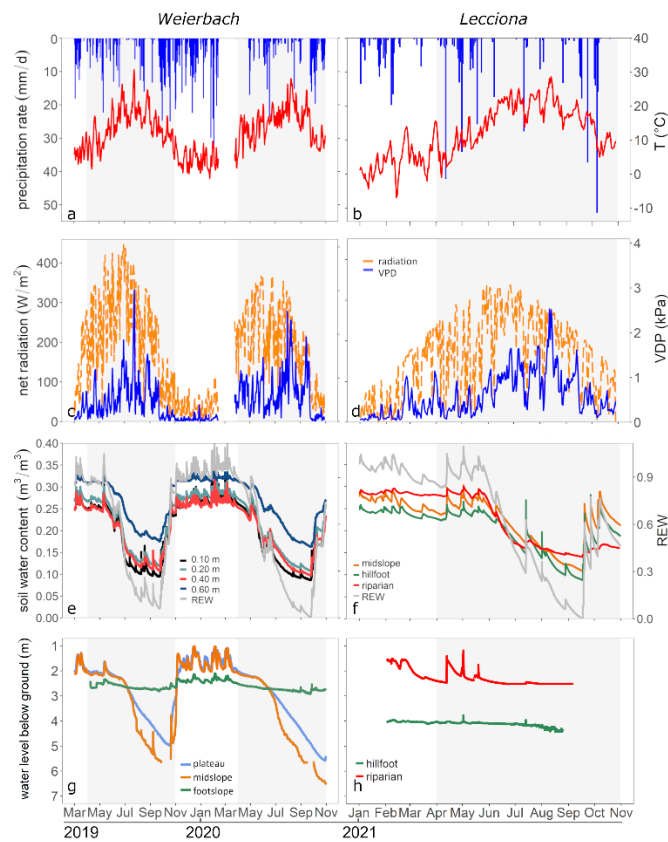 Weierbach Lecciona
precipitation rate (mm/d)
0
10
20
30
40
50
a
b
40
30
20
10
0
-10
T (°C)
net radiation (W/m²)
400
300
200
100
0
c
radiation
VPD
d
4
3
2
1
0
VDP (kPa)
soil water content (m³/m³)
0.40
0.35
0.30
0.25
0.20
0.15
0.10
0.05
0.00
0.10 m
0.20 m
0.40 m
0.60 m
REW
e
midslope
hillfoot
riparian
REW
f
0.9
0.6
0.3
0.0
REW
water level below ground (m)
1
2
3
4
5
6
7
plateau
midslope
footslope
g
hillfoot
riparian
h
Mar May Jul Sep Nov Jan Mar May Jul Sep Nov Jan Feb Mar Apr May Jun Jul Aug Sep Oct Nov
2019 2020 2021